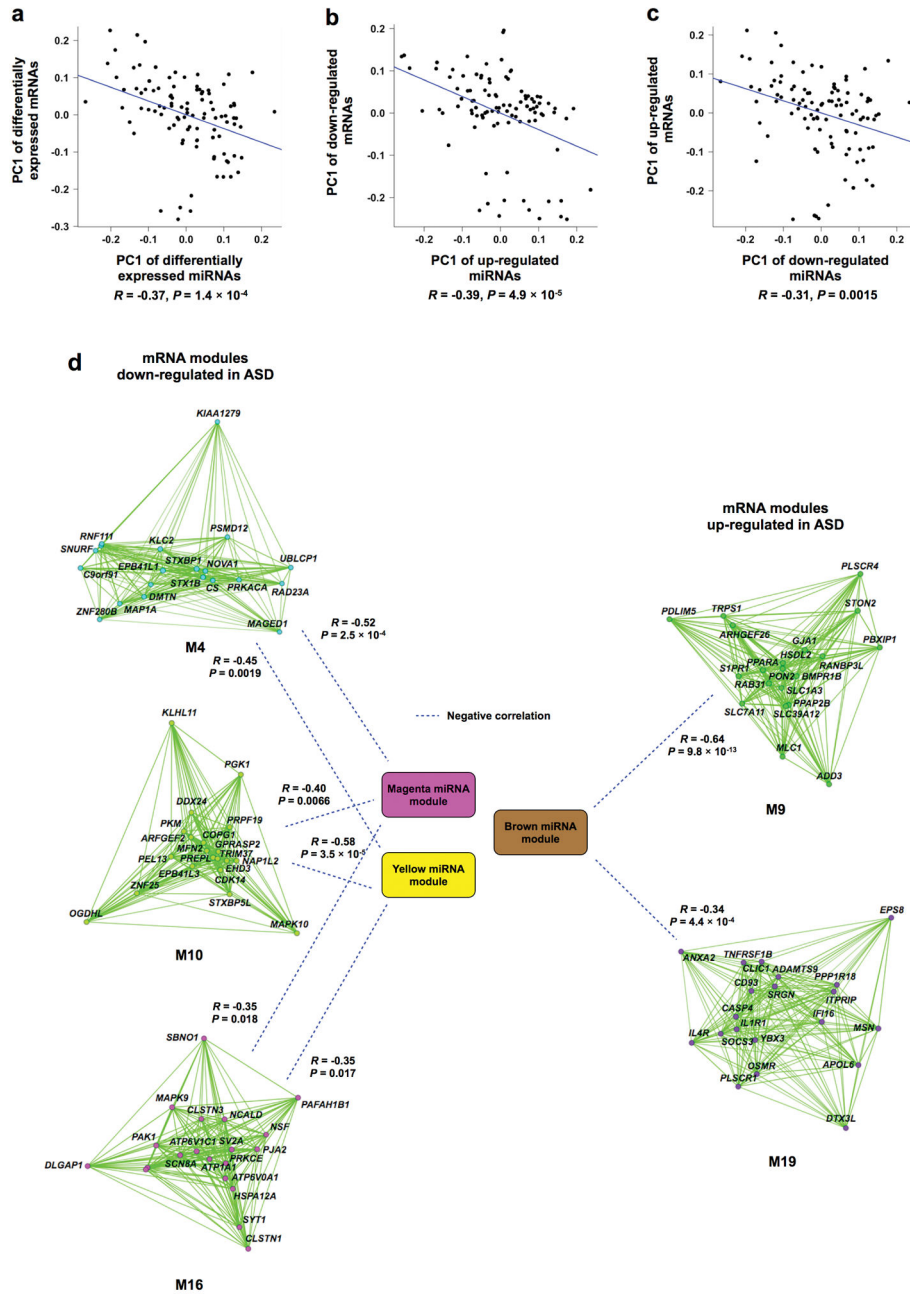 a
b
c
PC1 of differentially
expressed mRNAs
0.2
0.1
0.0
-0.1
-0.2
-0.3
-0.2
-0.1
0.0
0.1
0.2
PC1 of differentially
expressed miRNAs
R = -0.37, P = 1.4 × 10-4
PC1 of down-regulated
mRNAs
0.2
0.1
0.0
-0.1
-0.2
-0.2
-0.1
0.0
0.1
0.2
PC1 of up-regulated
miRNAs
R = -0.39, P = 4.9 × 10-5
PC1 of up-regulated
mRNAs
0.2
0.1
0.0
-0.1
-0.2
-0.2
-0.1
0.0
0.1
0.2
PC1 of down-regulated
miRNAs
R = -0.31, P = 0.0015
d
mRNA modules
down-regulated in ASD
KIAA1279
RNF111
SNURF
KLC2
PSMD12
STXBP1
NOVA1
UBLCP1
C9orf91
EPB41L1
STX1B
CS
PRKACA
RAD23A
DMTN
ZNF280B
MAP1A
MAGED1
M4
R = -0.52
P = 2.5 × 10-4
R = -0.45
P = 0.0019
KLHL11
PGK1
DDX24
PKM
PRPF19
ARFGEF2
COPG1
MFN2
GPRASP2
TRIM37
PEL13
PREPL
NAP1L2
EHD3
EPB41L3
CDK14
ZNF25
STXBP5L
OGDHL
MAPK10
M10
R = -0.40
P = 0.0066
R = -0.58
P = 3.5 × 10
Negative correlation
Magenta miRNA
module
Yellow miRNA
module
Brown miRNA
module
R = -0.35
P = 0.018
R = -0.35
P = 0.017
SBNO1
MAPK9
CLSTN3
NCALD
PAFAH1B1
NSF
PAK1
ATP6V1C1
SV2A
PJA2
DLGAP1
SCN8A
PRKCE
ATP1A1
ATP6V0A1
HSPA12A
SYT1
CLSTN1
M16
mRNA modules
up-regulated in ASD
PLSCR4
PDLIM5
TRPS1
STON2
ARHGEF26
GJA1
PBXIP1
HSDL2
PPARA
RANBP3L
S1PR1
PON2
BMPR1B
RAB31
SLC1A3
PPAP2B
SLC7A11
SLC39A12
MLC1
ADD3
M9
R = -0.64
P = 9.8 × 10-13
R = -0.34
P = 4.4 × 10-4
EPS8
ANXA2
TNFRSF1B
CLIC1
ADAMTS9
CD93
PPP1R18
SRGN
ITPRIP
CASP4
IFI16
IL4R
IL1R1
MSN
SOCS3
YBX3
OSMR
APOL6
PLSCR1
DTX3L
M19